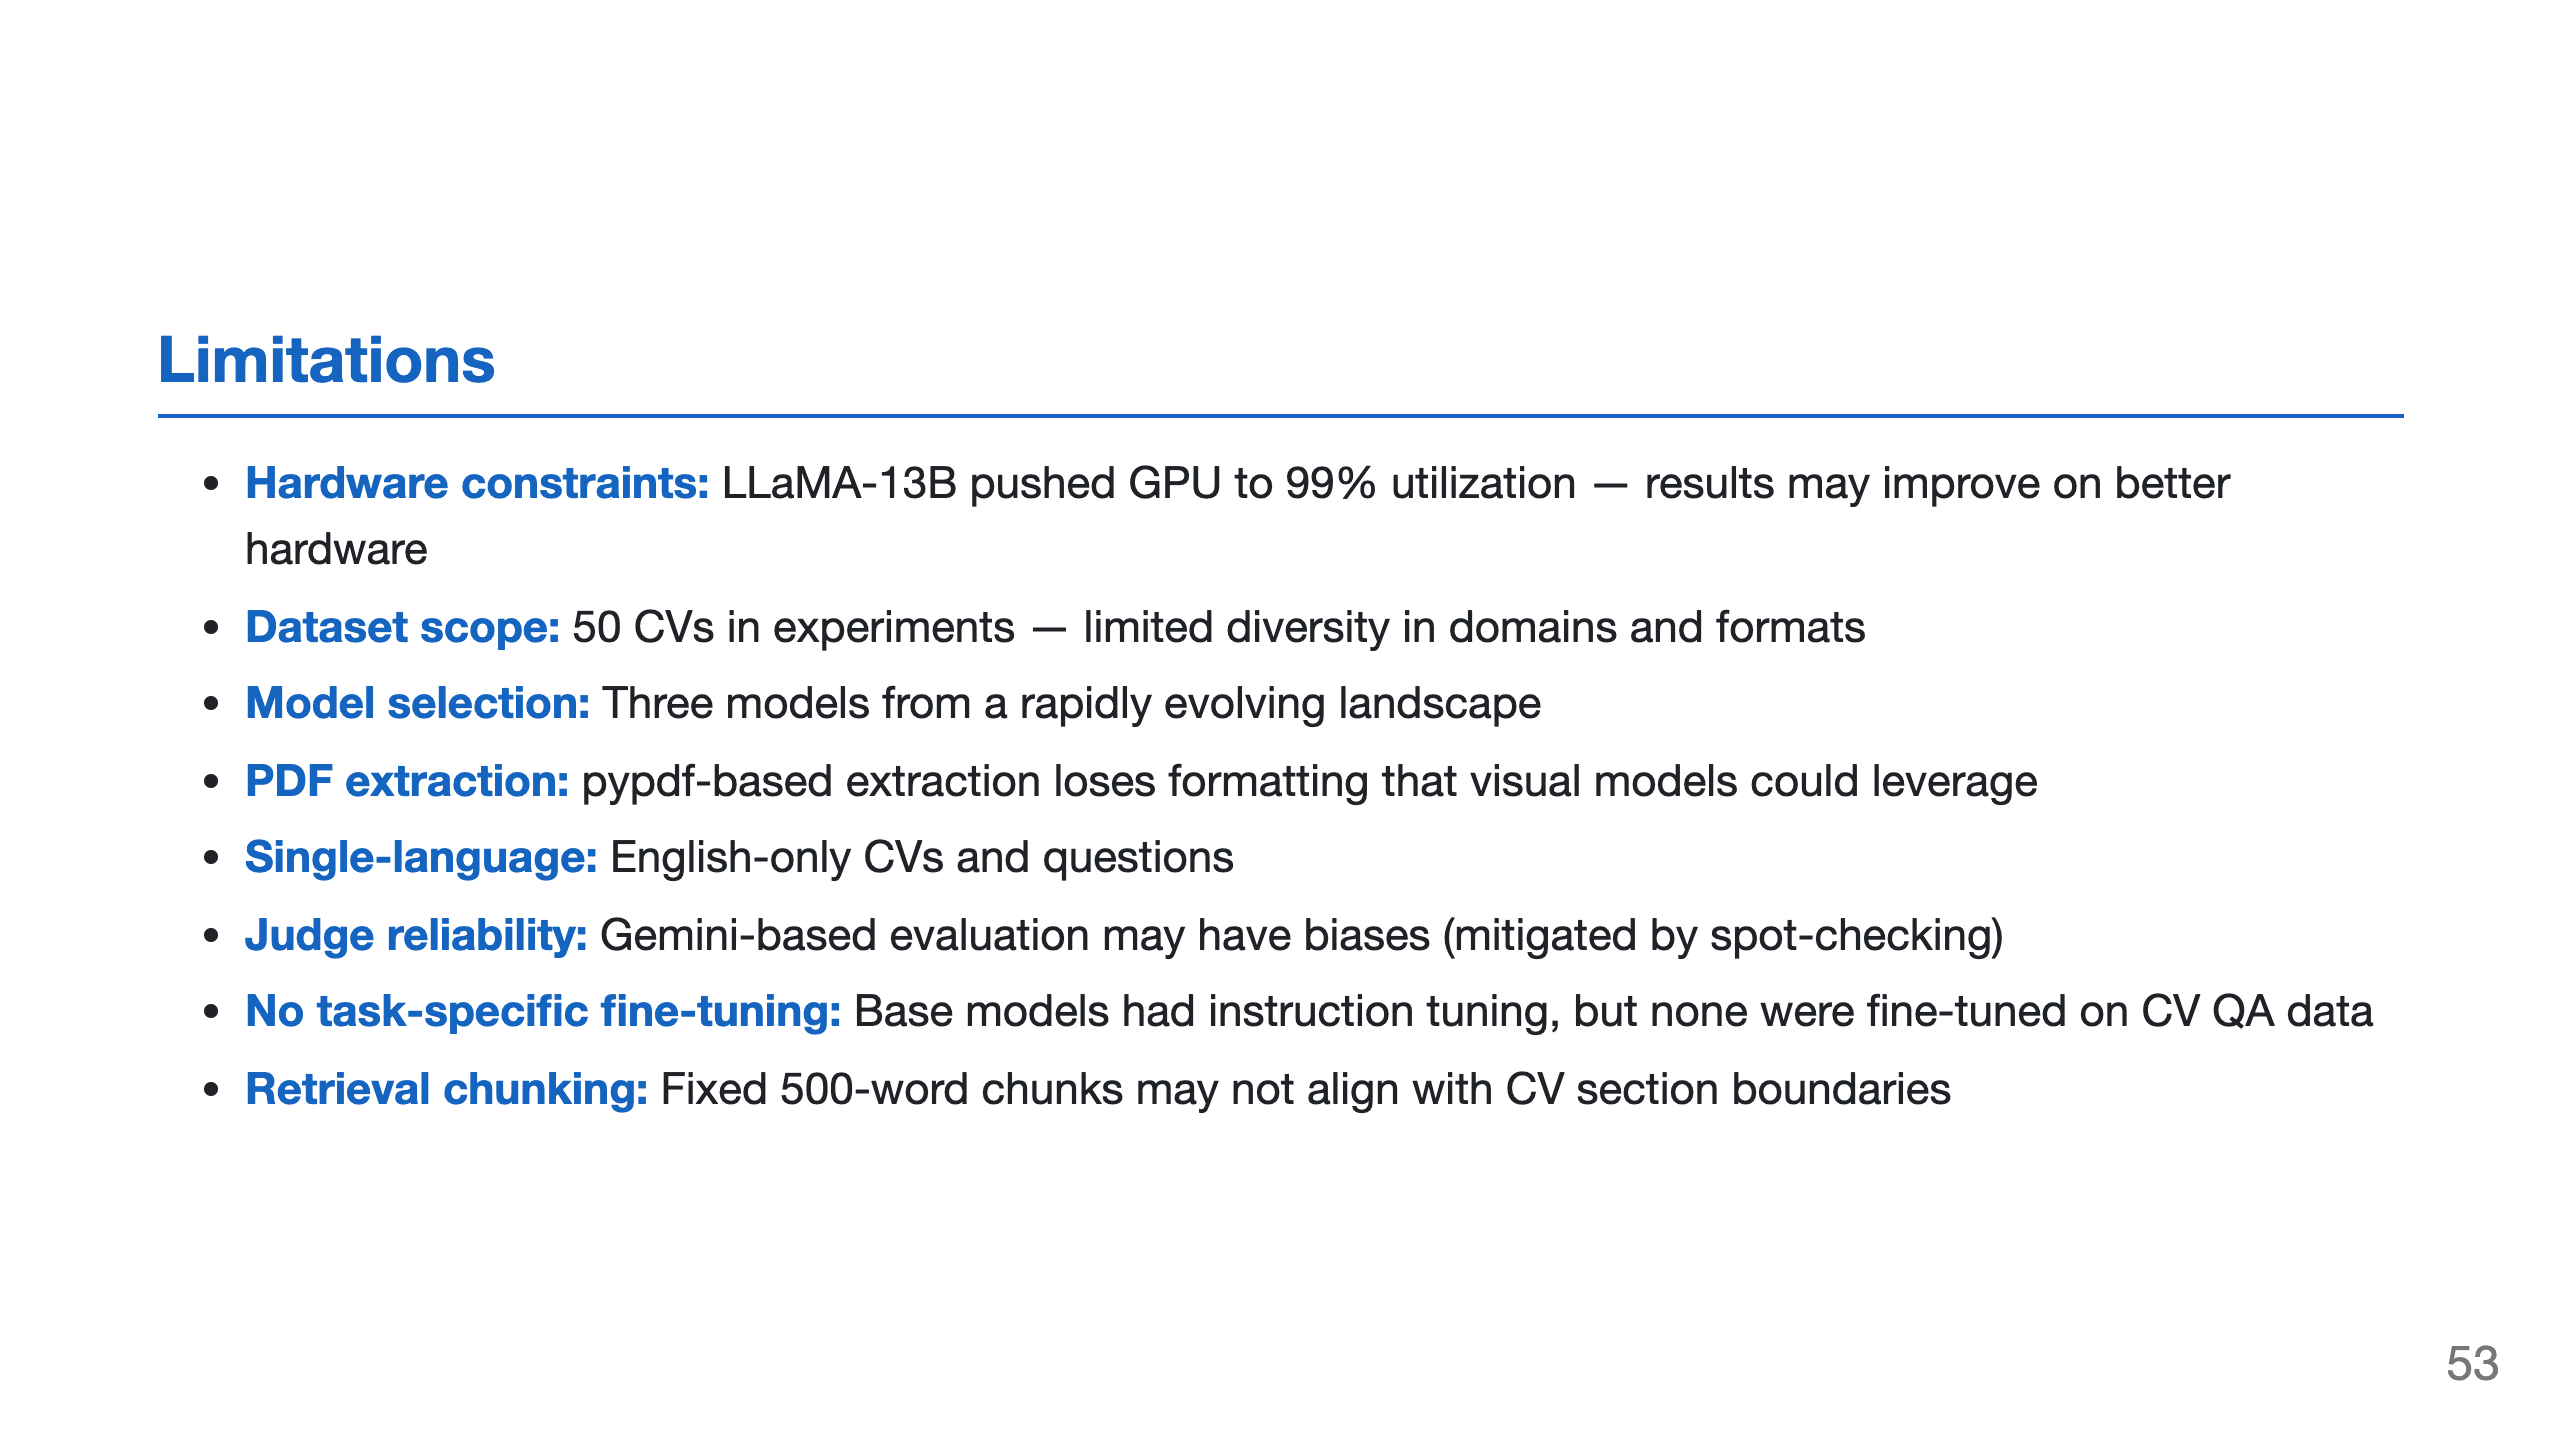 Limitations
• Hardware constraints: LLaMA-13B pushed GPU to 99% utilization — results may improve on better
hardware
• Dataset scope: 50 CVs in experiments — limited diversity in domains and formats
• Model selection: Three models from a rapidly evolving landscape
• PDF extraction: pypdf-based extraction loses formatting that visual models could leverage
• Single-language: English-only CVs and questions
• Judge reliability: Gemini-based evaluation may have biases (mitigated by spot-checking)
• No task-specific fine-tuning: Base models had instruction tuning, but none were fine-tuned on CV QA data
• Retrieval chunking: Fixed 500-word chunks may not align with CV section boundaries
53